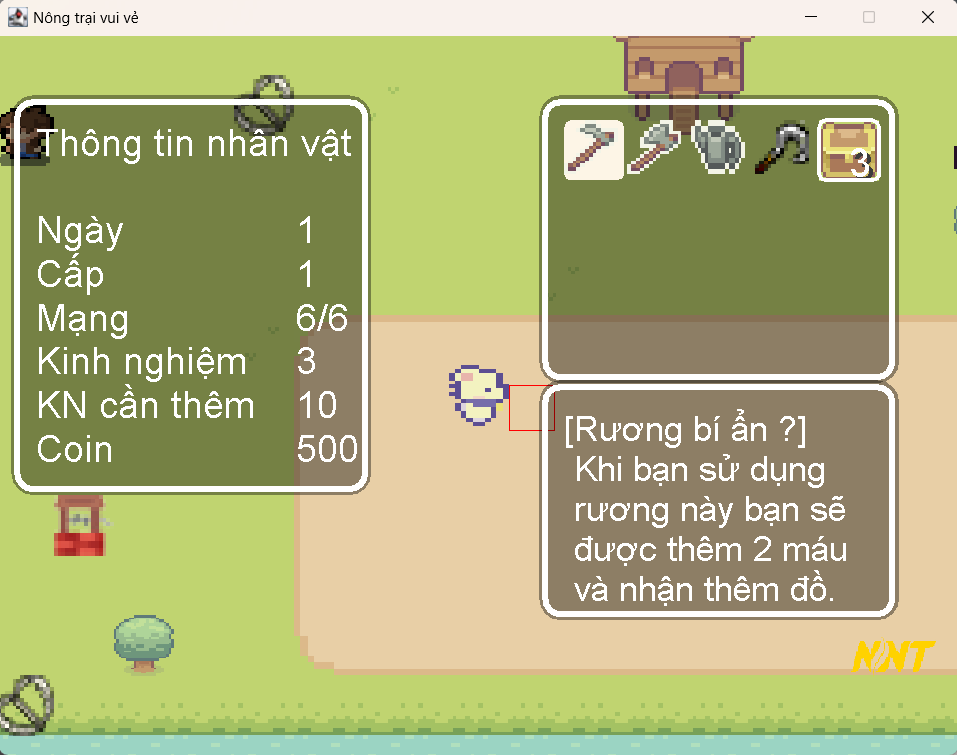 Nông trại vui vẻ
Thông tin nhân vật
Ngày 1
Cấp 1
Mạng 6/6
Kinh nghiệm 3
KN cần thêm 10
Coin 500
3
[Rương bí ẩn ?]
Khi bạn sử dụng
rương này bạn sẽ
được thêm 2 máu
và nhận thêm đồ.
NNT